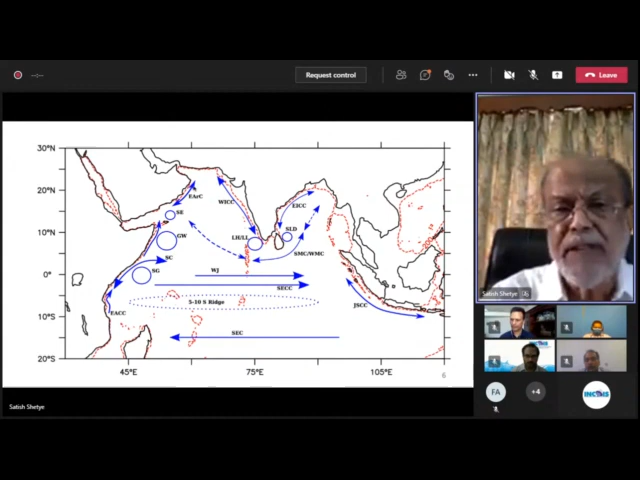 -:--
Request control
Leave
30°N
20°N
10°N
0°
10°S
20°S
45°E
75°E
105°E
EArC
WICC
EICC
SE
GW
SC
SG
LH/LL
SLD
SMC/WMC
WJ
SECC
5-10 S Ridge
EACC
JSCC
SEC
6
Satish Shetye
Satish Shetye
FA
+4
INCOIS